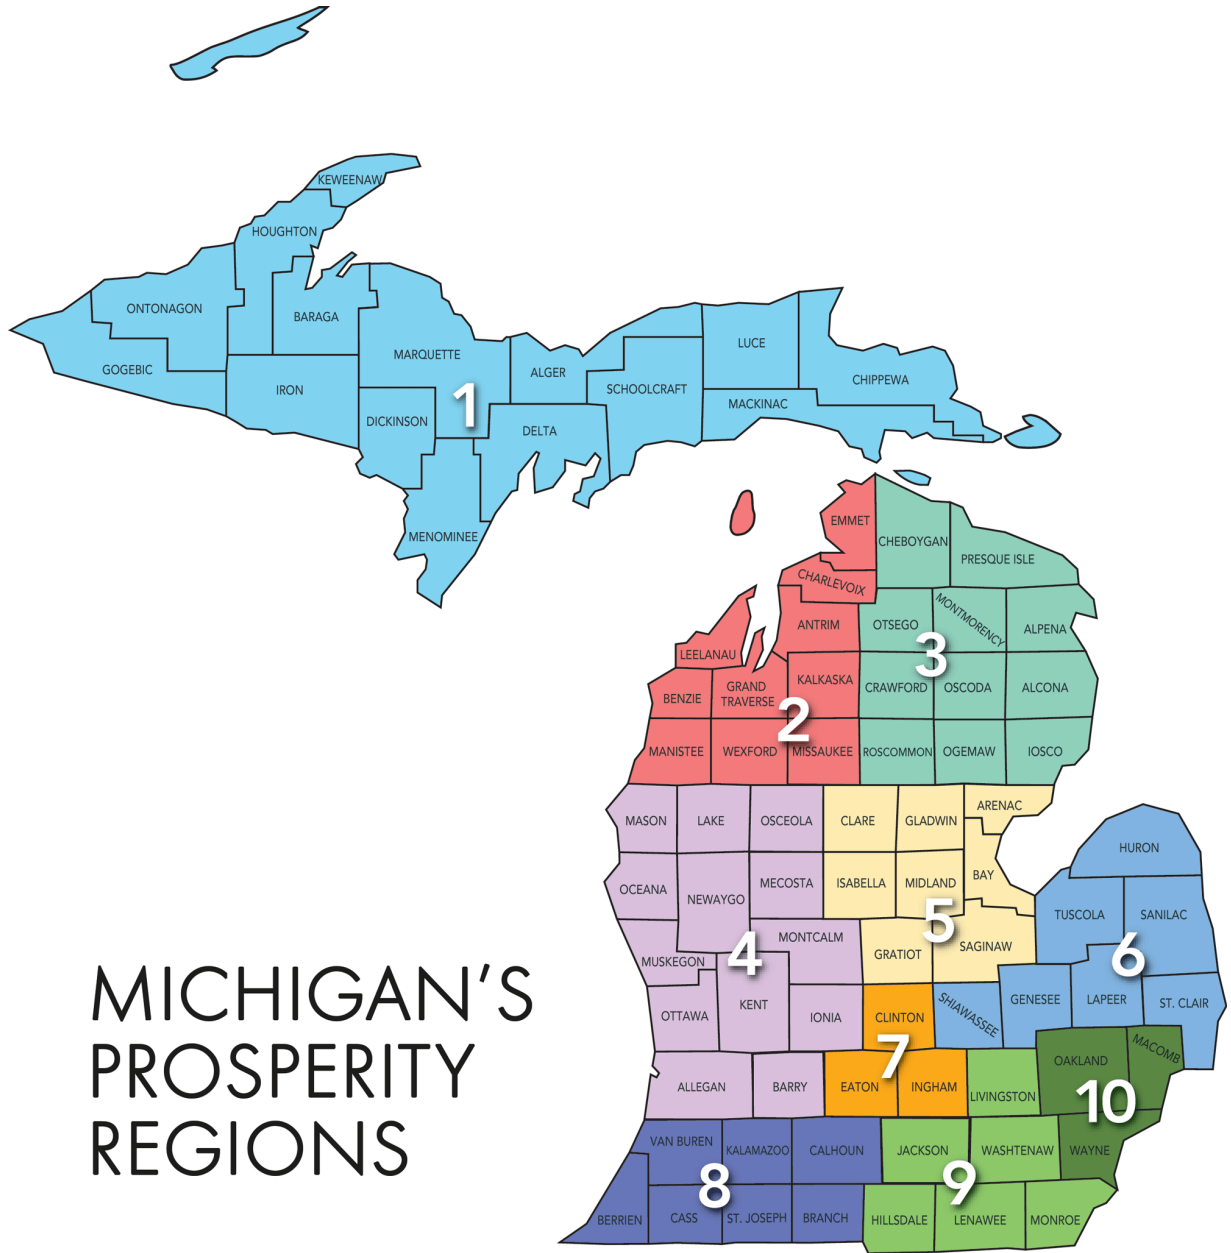 KEWEENAW
HOUGHTON
ONTONAGON
BARAGA
LUCE
MARQUETTE
GOGEBIC
ALGER
CHIPPEWA
IRON
SCHOOLCRAFT
1
MACKINAC
DICKINSON
DELTA
MENOMINEE
EMMET
CHEBOYGAN
PRESQUE ISLE
CHARLEVOIX
MONTMORENCY
ANTRIM
OTSEGO
ALPENA
LEELANAU
3
KALKASKA
GRAND
TRAVERSE
BENZIE
CRAWFORD
OSCODA
ALCONA
2
MANISTEE
WEXFORD
MISSAUKEE
ROSCOMMON
OGEMAW
IOSCO
ARENAC
MASON
LAKE
OSCEOLA
CLARE
GLADWIN
HURON
OCEANA
MECOSTA
ISABELLA
MIDLAND
BAY
NEWAYGO
TUSCOLA
SANILAC
5
MONTCALM
SAGINAW
GRATIOT
4
6
MUSKEGON
KENT
GENESEE
LAPEER
ST. CLAIR
OTTAWA
IONIA
CLINTON
SHIAWASSEE
7
MACOMB
OAKLAND
ALLEGAN
BARRY
EATON
INGHAM
LIVINGSTON
10
VAN BUREN
KALAMAZOO
CALHOUN
JACKSON
WASHTENAW
WAYNE
8
9
BERRIEN
CASS
ST. JOSEPH
BRANCH
HILLSDALE
LENAWEE
MONROE
MICHIGAN'S
PROSPERITY
REGIONS